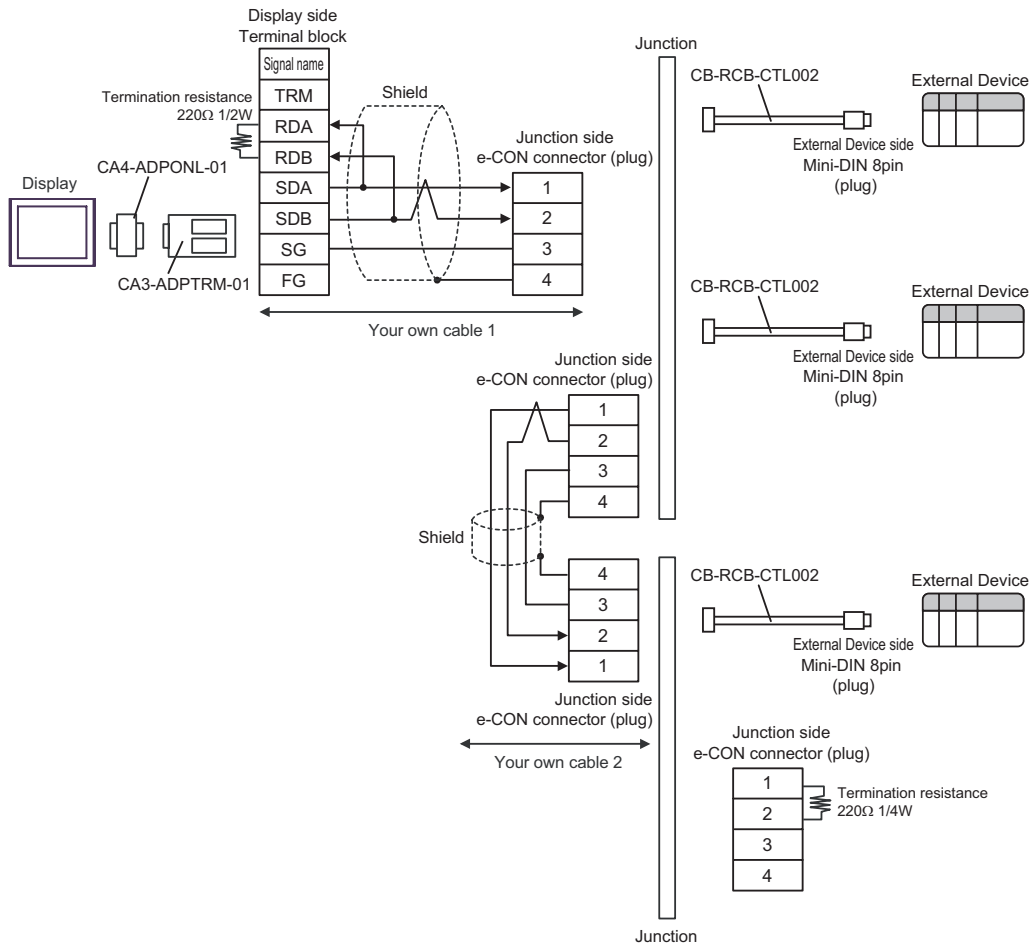 Display side
Terminal block
Signal name
TRM
RDA
RDB
SDA
SDB
SG
FG
Termination resistance
220Ω 1/2W
Shield
Junction side
e-CON connector (plug)
1
2
3
4
Display
CA4-ADPONL-01
CA3-ADPTRM-01
Your own cable 1
Junction
CB-RCB-CTL002
External Device
External Device side
Mini-DIN 8pin
(plug)
CB-RCB-CTL002
External Device
External Device side
Mini-DIN 8pin
(plug)
Junction side
e-CON connector (plug)
1
2
3
4
Shield
4
3
2
1
Junction side
e-CON connector (plug)
Your own cable 2
CB-RCB-CTL002
External Device
External Device side
Mini-DIN 8pin
(plug)
Junction side
e-CON connector (plug)
1
2
3
4
Termination resistance
220Ω 1/4W
Junction